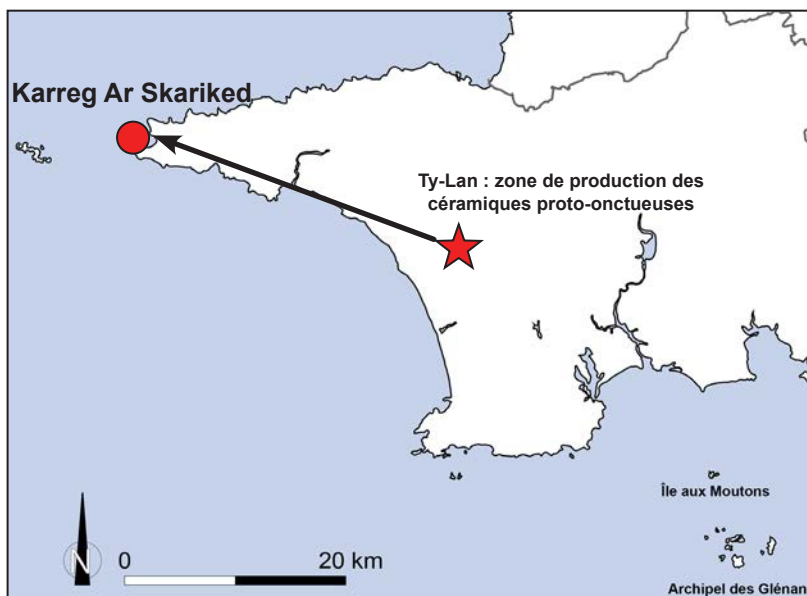 Karreg Ar Skariked
Ty-Lan : zone de production des
céramiques proto-onctueuses
Île aux Moutons
N
0
20 km
Archipel des Glénan